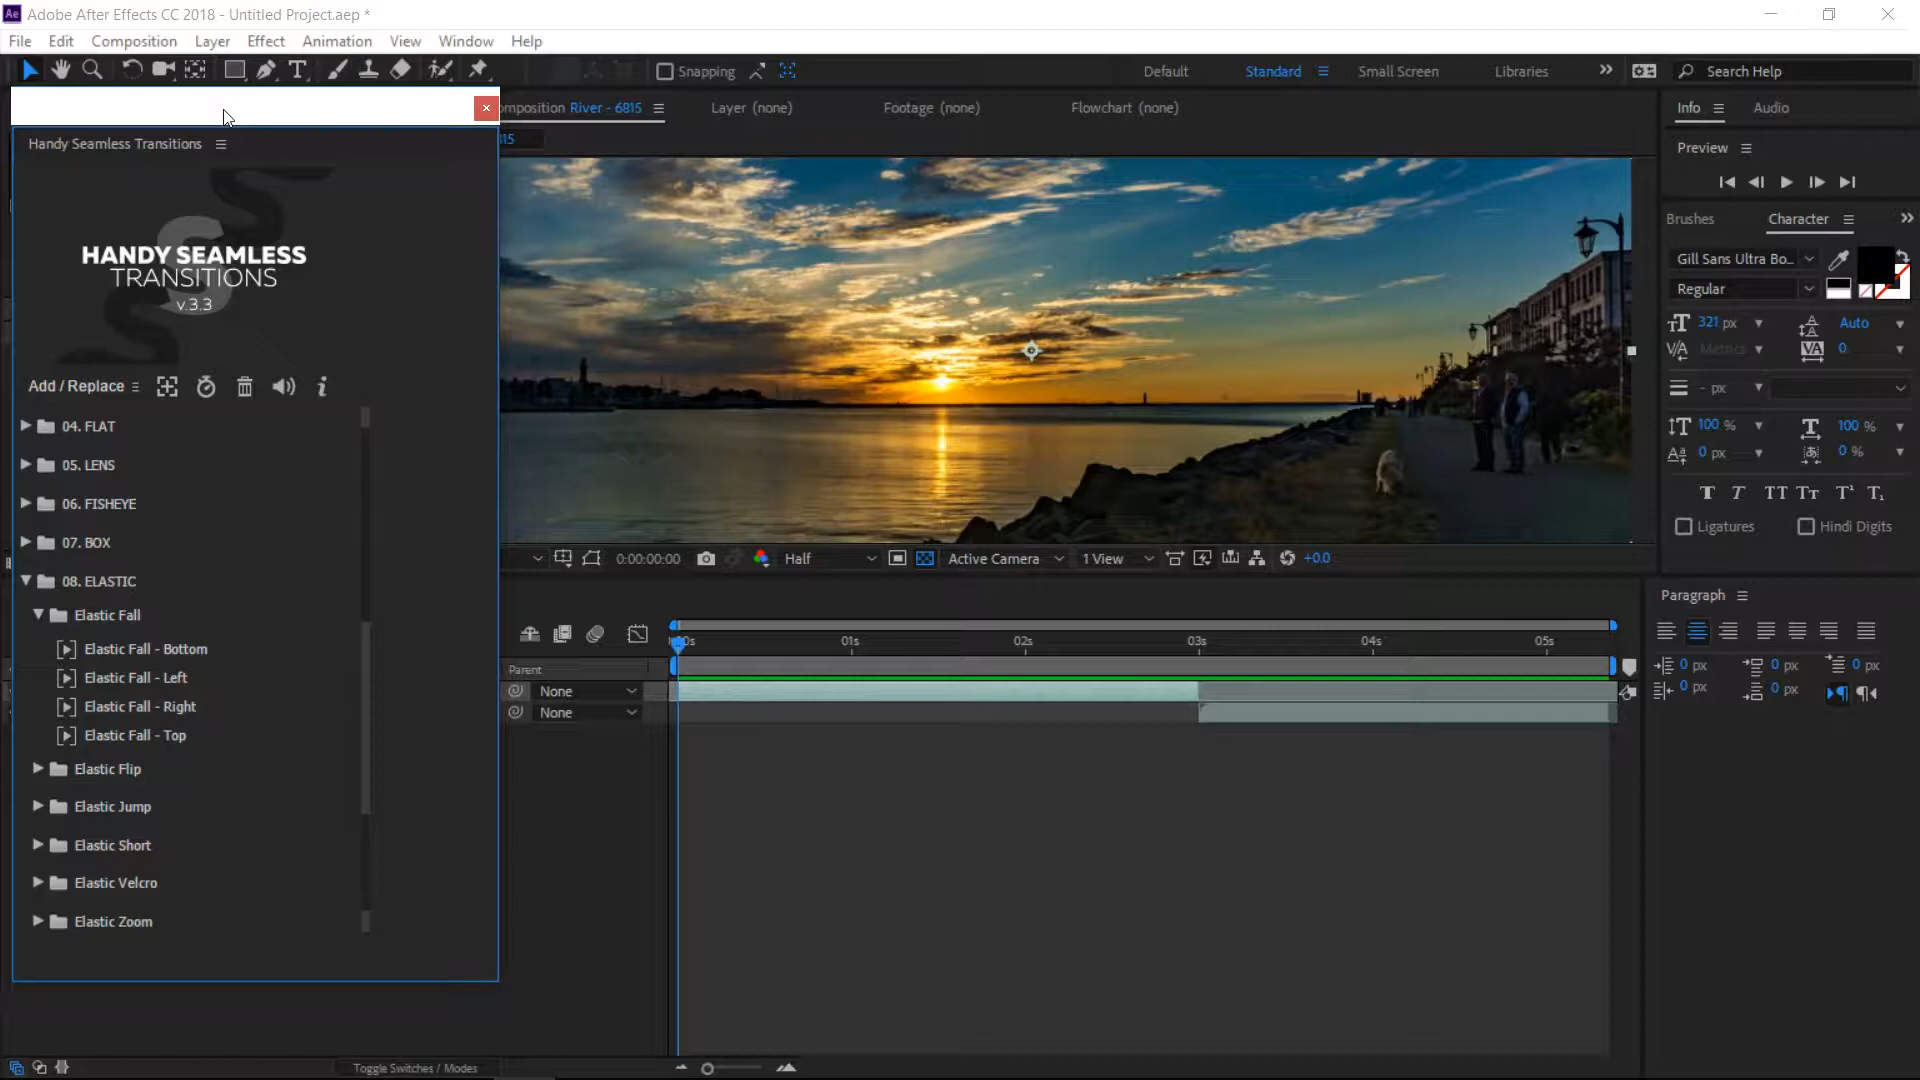 Ae Adobe After Effects CC 2018 - Untitled Project.aep *
File Edit Composition Layer Effect Animation View Window Help
Snapping Default Standard Small Screen Libraries Search Help
omposition River - 6815 Layer (none) Footage (none) Flowchart (none)
Info Audio
Handy Seamless Transitions
HANDY SEAMLESS
TRANSITIONS
v.3.3
Add / Replace
04. FLAT
05. LENS
06. FISHEYE
07. BOX
08. ELASTIC
Elastic Fall
Elastic Fall - Bottom
Elastic Fall - Left
Elastic Fall - Right
Elastic Fall - Top
Elastic Flip
Elastic Jump
Elastic Short
Elastic Velcro
Elastic Zoom
15
0:00:00:00 Half Active Camera 1 View +0.0
Preview
Brushes Character
Gill Sans Ultra Bo...
Regular
321 px Auto
Metrics 0
- px
100 % 100 %
0 px 0 %
Ligatures Hindi Digits
Paragraph
0 px 0 px 0 px
0 px 0 px
01s 02s 03s 04s 05s
Parent
None
None
Toggle Switches / Modes